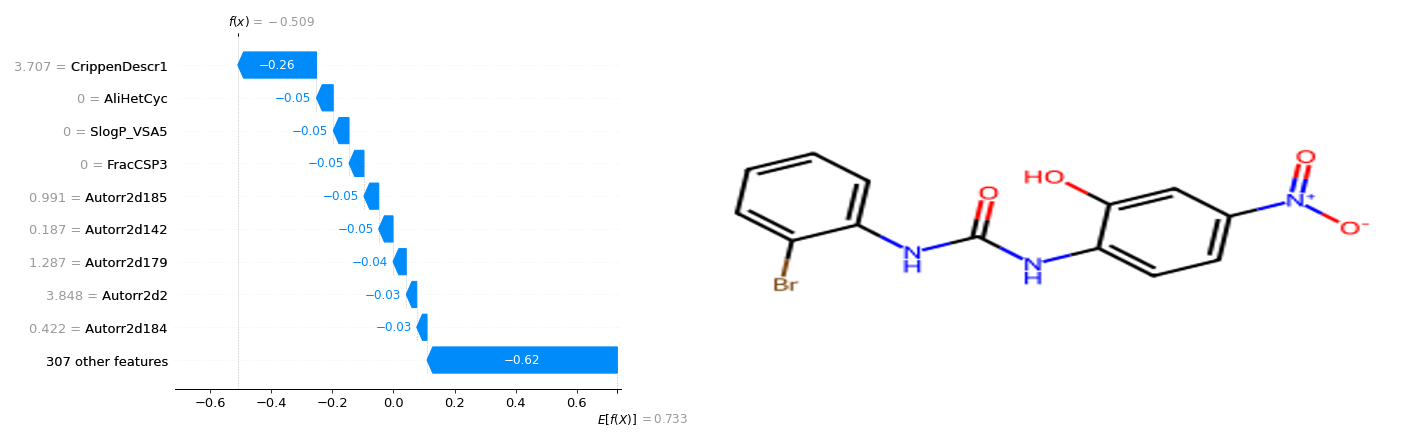 f(x) = −0.509
3.707 = CrippenDescr1
−0.26
0 = AliHetCyc
−0.05
0 = SlogP_VSA5
−0.05
0 = FracCSP3
−0.05
0.991 = Autorr2d185
−0.05
0.187 = Autorr2d142
−0.05
1.287 = Autorr2d179
−0.04
3.848 = Autorr2d2
−0.03
0.422 = Autorr2d184
−0.03
307 other features
−0.62
−0.6 −0.4 −0.2 0.0 0.2 0.4 0.6
E[f(X)] = 0.733
O
HO
O
N+
O-
N
H
N
H
Br